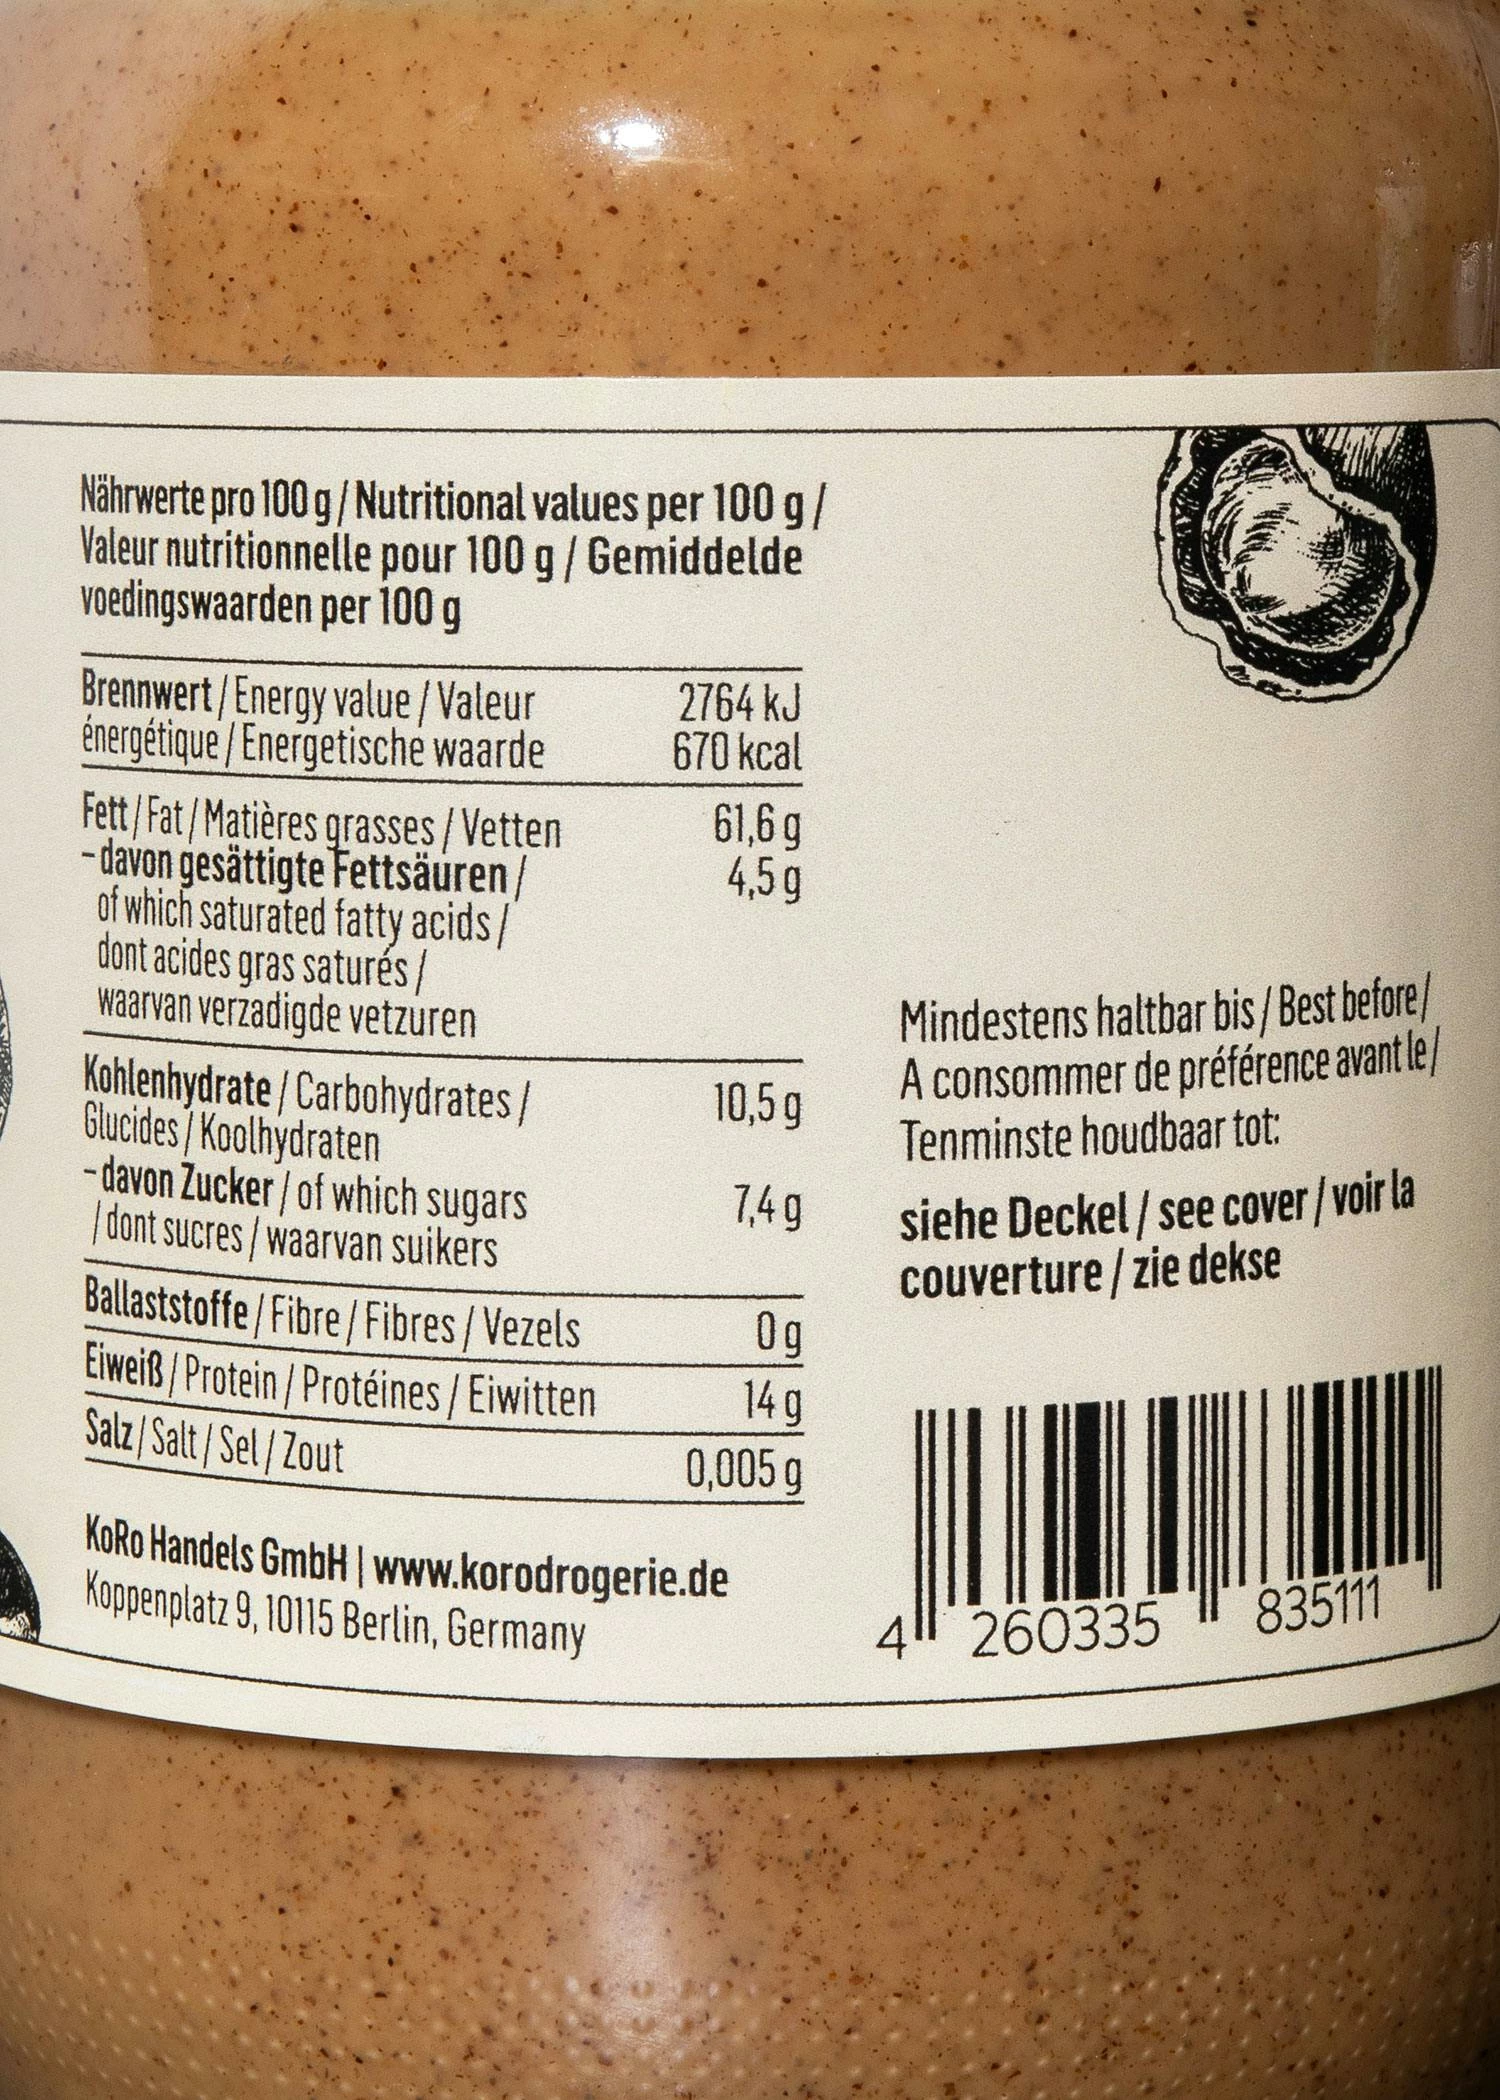 Nährwerte pro 100 g / Nutritional values per 100 g /
Valeur nutritionnelle pour 100 g / Gemiddelde
voedingswaarden per 100 g
Brennwert / Energy value / Valeur 2764 kJ
énergétique / Energetische waarde 670 kcal
Fett / Fat / Matières grasses / Vetten 61,6 g
- davon gesättigte Fettsäuren / 4,5 g
of which saturated fatty acids /
dont acides gras saturés /
waarvan verzadigde vetzuren
Kohlenhydrate / Carbohydrates / 10,5 g
Glucides / Koolhydraten
- davon Zucker / of which sugars 7,4 g
/ dont sucres / waarvan suikers
Ballaststoffe / Fibre / Fibres / Vezels 0 g
Eiweiß / Protein / Protéines / Eiwitten 14 g
Salz / Salt / Sel / Zout 0,005 g
KoRo Handels GmbH | www.korodrogerie.de
Koppenplatz 9, 10115 Berlin, Germany
Mindestens haltbar bis / Best before /
A consommer de préférence avant le /
Tenminste houdbaar tot:
siehe Deckel / see cover / voir la
couverture / zie dekse
4 260335 835111